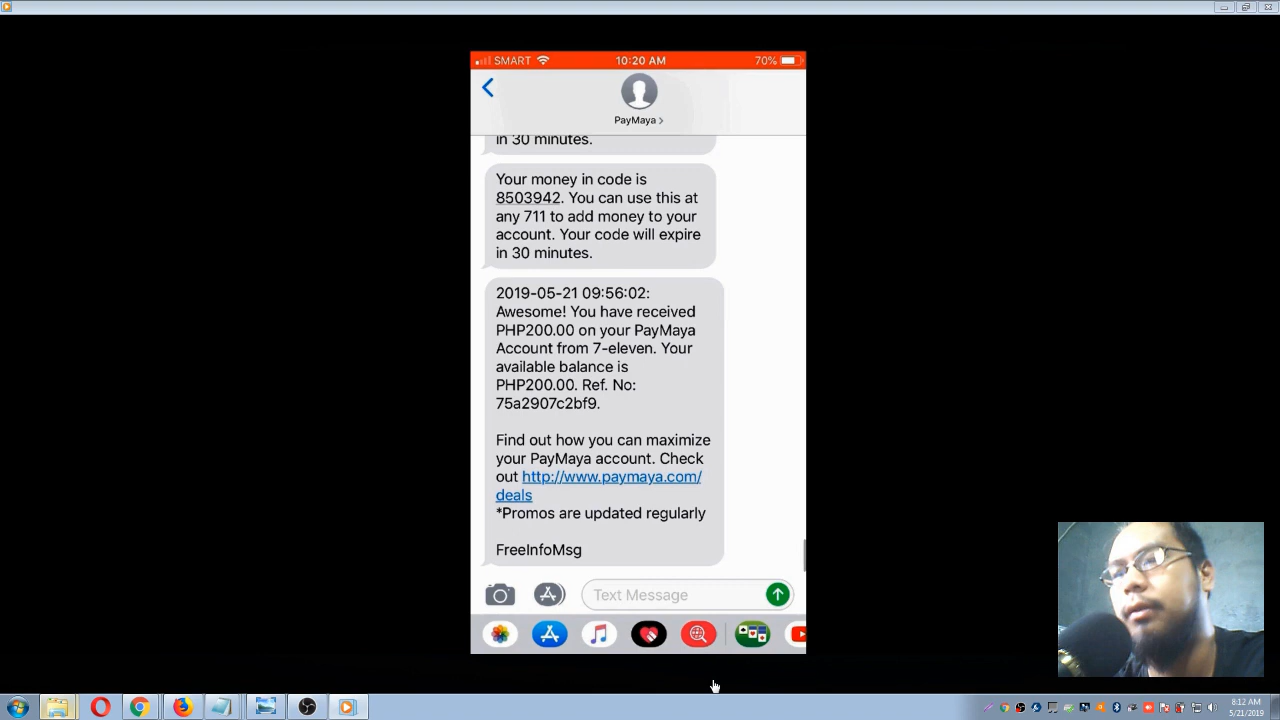 SMART
10:20 AM
70%
PayMaya >
in 30 minutes.
Your money in code is
8503942. You can use this at
any 711 to add money to your
account. Your code will expire
in 30 minutes.
2019-05-21 09:56:02:
Awesome! You have received
PHP200.00 on your PayMaya
Account from 7-eleven. Your
available balance is
PHP200.00. Ref. No:
75a2907c2bf9.
Find out how you can maximize
your PayMaya account. Check
out http://www.paymaya.com/
deals
*Promos are updated regularly
FreeInfoMsg
Text Message
8:12 AM
5/21/2019